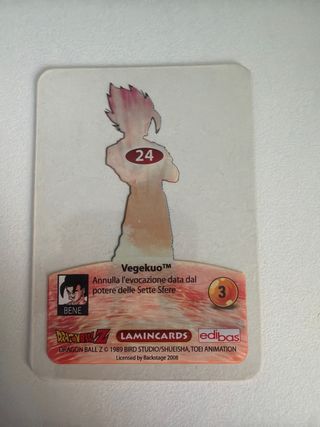 24
Vegekuo™
Annulla l'evocazione data dal
potere delle Sette Sfere
3
BENE
DRAGON BALL Z LAMINCARDS edibas
DRAGON BALL Z © 1989 BIRD STUDIO/SHUEISHA, TOEI ANIMATION
Licensed by Backstage 2008